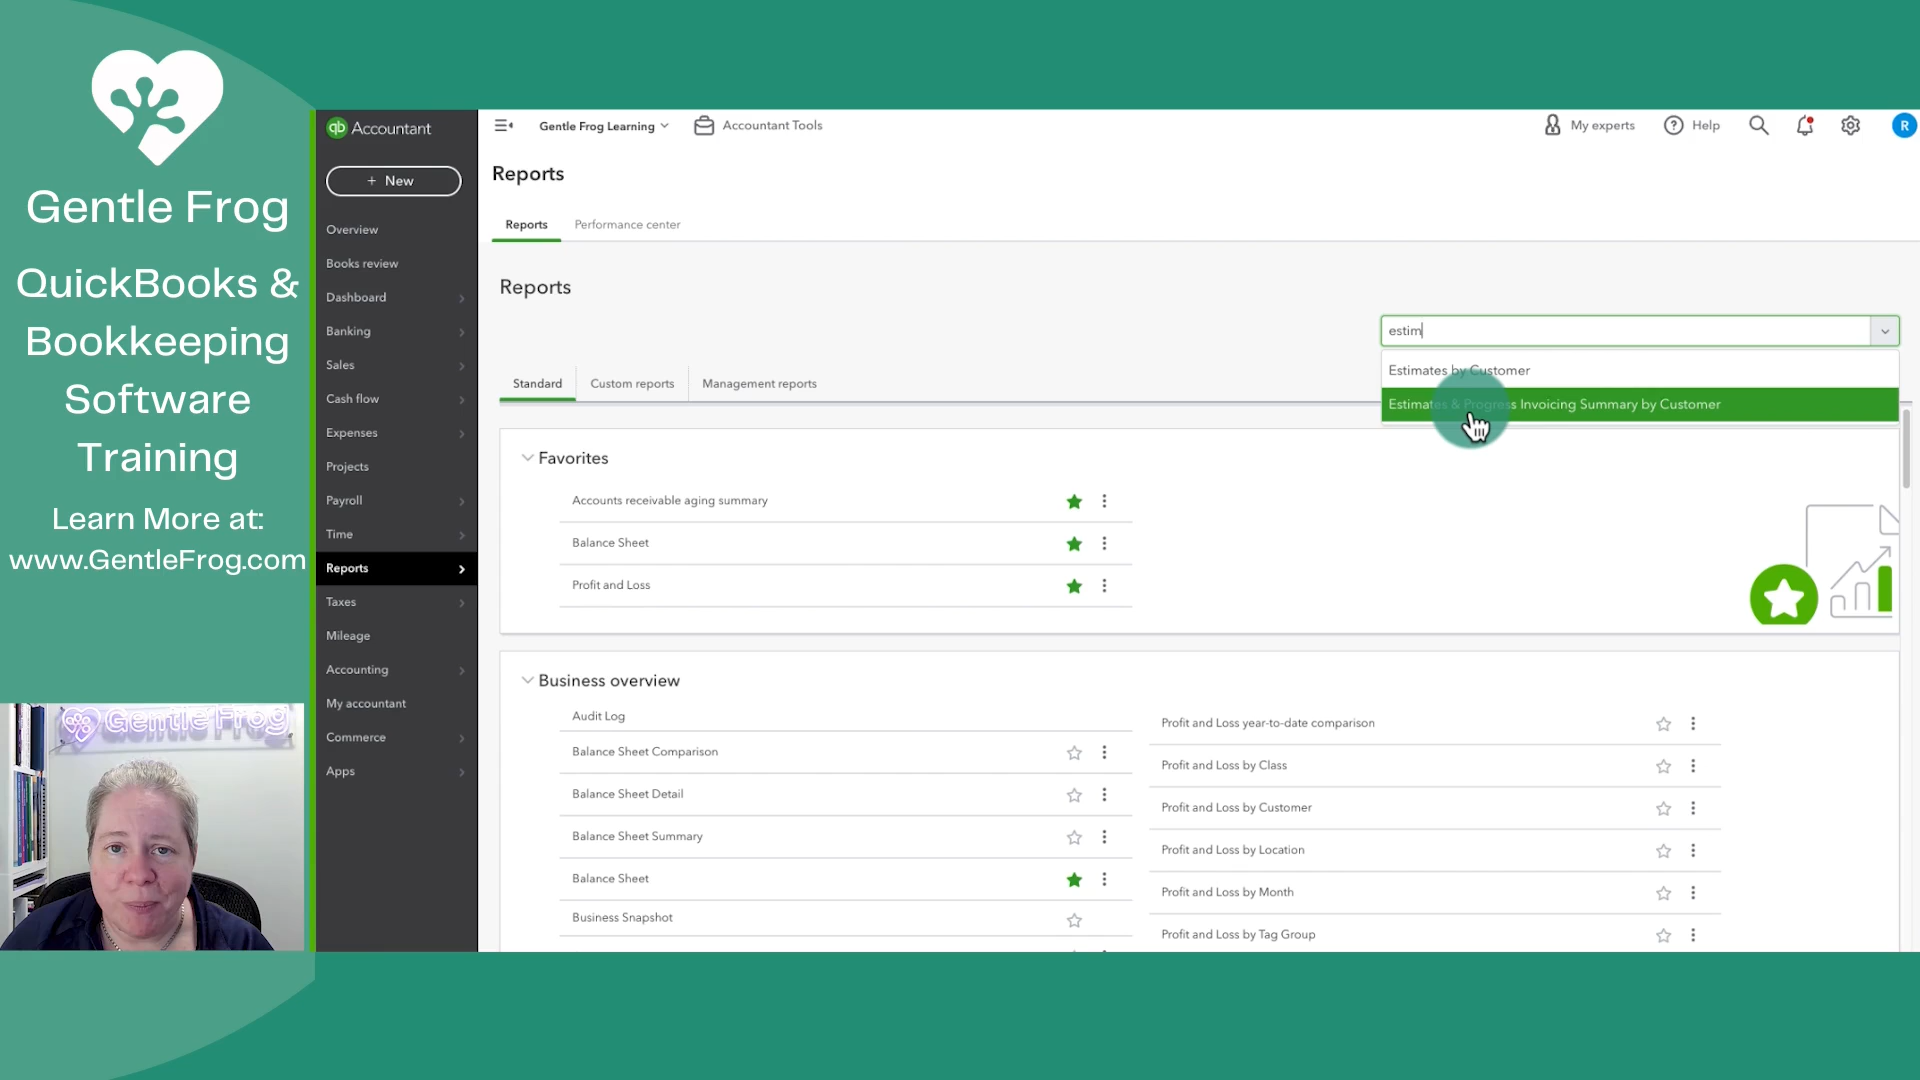 Gentle Frog
QuickBooks &
Bookkeeping
Software
Training
Learn More at:
www.GentleFrog.com
Gentle Frog
qb Accountant
+ New
Overview
Books review
Dashboard
Banking
Sales
Cash flow
Expenses
Projects
Payroll
Time
Reports
Taxes
Mileage
Accounting
My accountant
Commerce
Apps
Gentle Frog Learning
Accountant Tools
My experts
Help
R
Reports
Reports
Performance center
Reports
estim
Estimates by Customer
Estimates & Progress Invoicing Summary by Customer
Standard
Custom reports
Management reports
Favorites
Accounts receivable aging summary
Balance Sheet
Profit and Loss
Business overview
Audit Log
Balance Sheet Comparison
Balance Sheet Detail
Balance Sheet Summary
Balance Sheet
Business Snapshot
Profit and Loss year-to-date comparison
Profit and Loss by Class
Profit and Loss by Customer
Profit and Loss by Location
Profit and Loss by Month
Profit and Loss by Tag Group